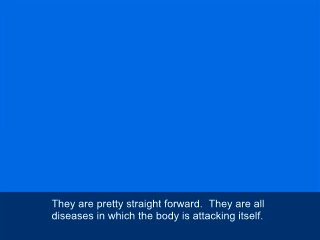 They are pretty straight forward.  They are all
diseases in which the body is attacking itself.